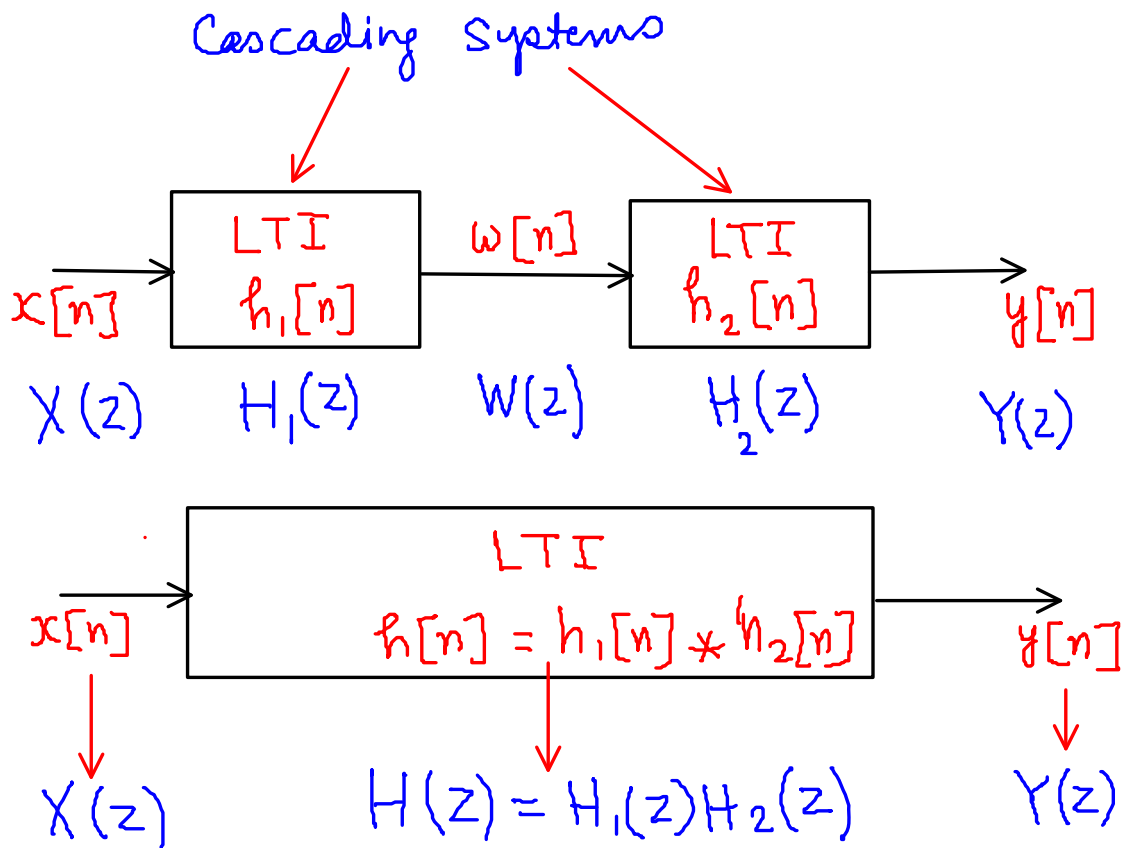 Cascading Systems
LTI
w[n]
LTI
x[n]
h₁[n]
h₂[n]
y[n]
X(z)
H₁(z)
W(z)
H₂(z)
Y(z)
LTI
x[n]
h[n] = h₁[n] * h₂[n]
y[n]
X(z)
H(z) = H₁(z)H₂(z)
Y(z)